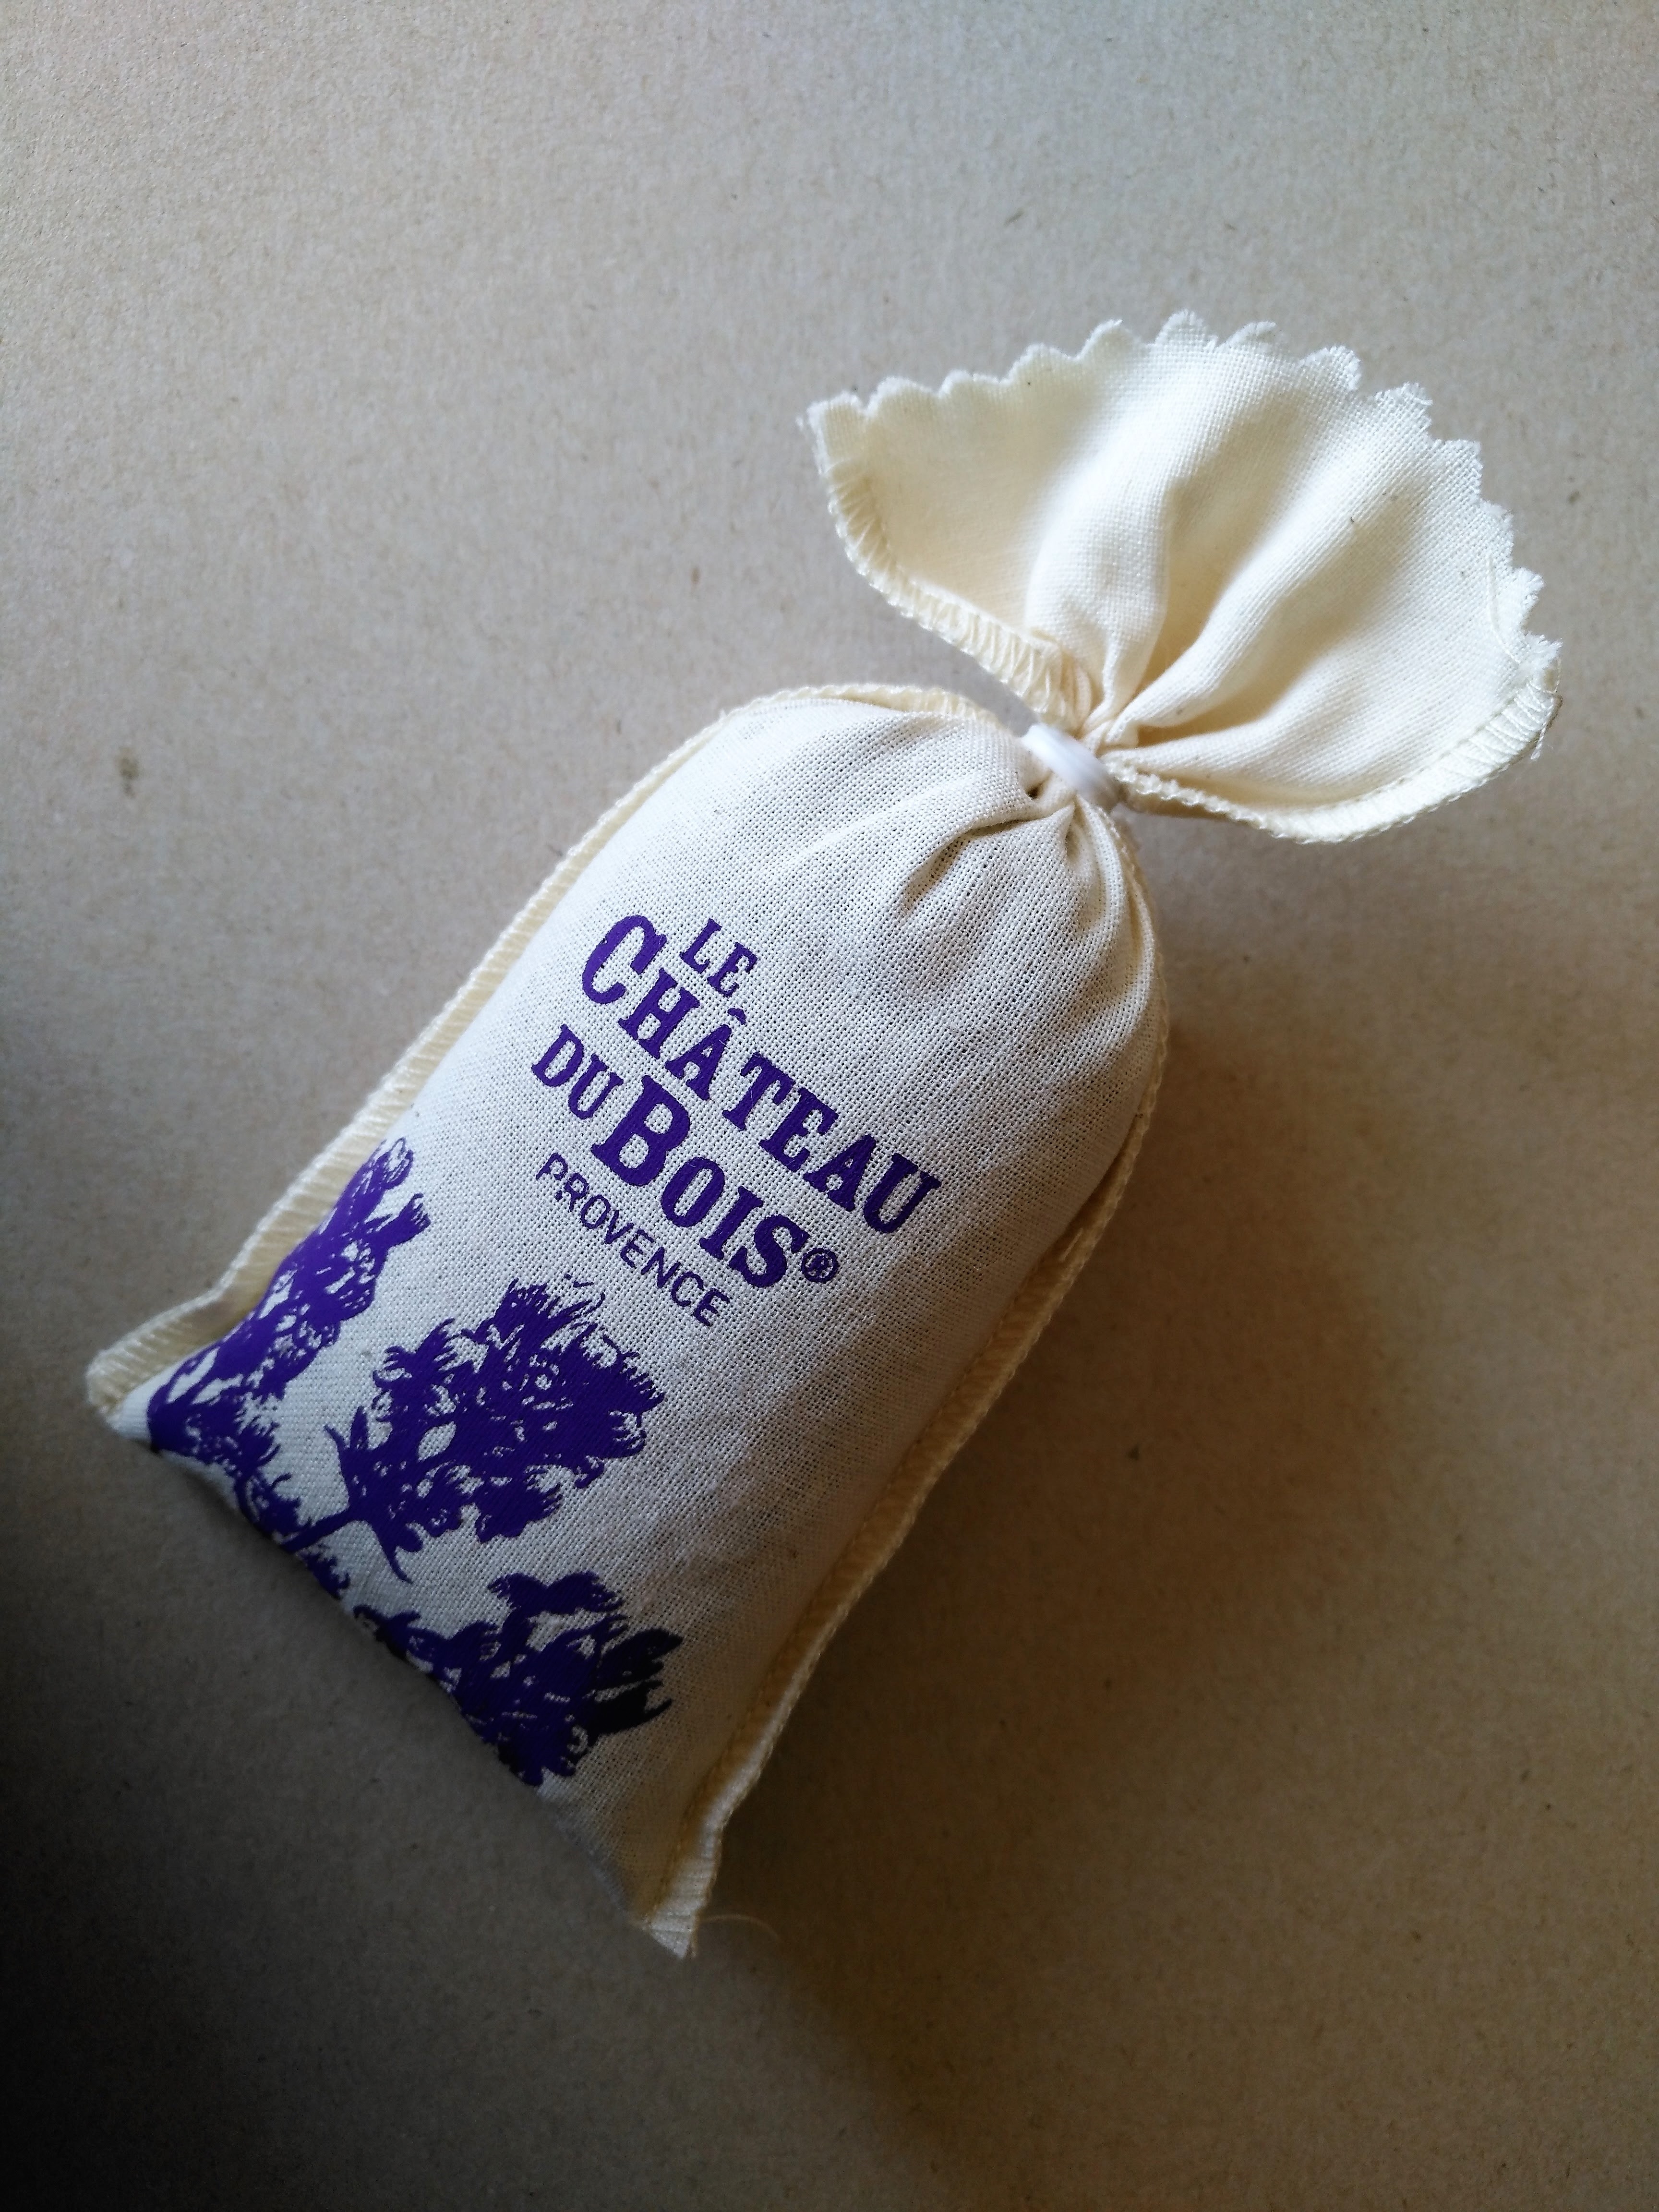 LE
CHÂTEAU
DU BOIS®
PROVENCE